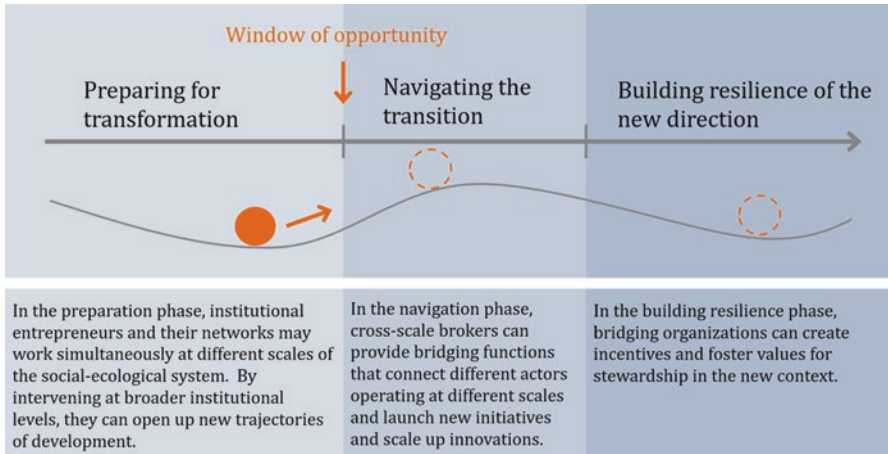 Window of opportunity
Preparing for
transformation
Navigating the
transition
Building resilience of the
new direction
In the preparation phase, institutional
entrepreneurs and their networks may
work simultaneously at different scales of
the social-ecological system.  By
intervening at broader institutional
levels, they can open up new trajectories
of development.
In the navigation phase,
cross-scale brokers can
provide bridging functions
that connect different actors
operating at different scales
and launch new initiatives
and scale up innovations.
In the building resilience phase,
bridging organizations can create
incentives and foster values for
stewardship in the new context.